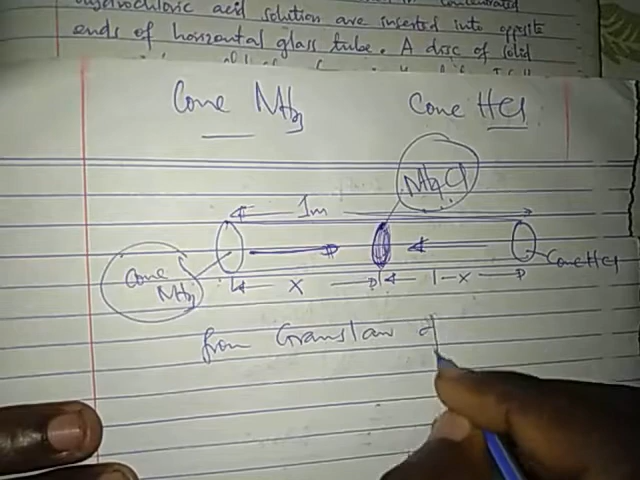 hydrochloric acid solution are inserted into opposite
ends of horizontal glass tube. A disc of solid
Conc NH3
Conc HCl
NH4Cl
1m
Conc
NH3
Conc HCl
x
1-x
from Grams law of